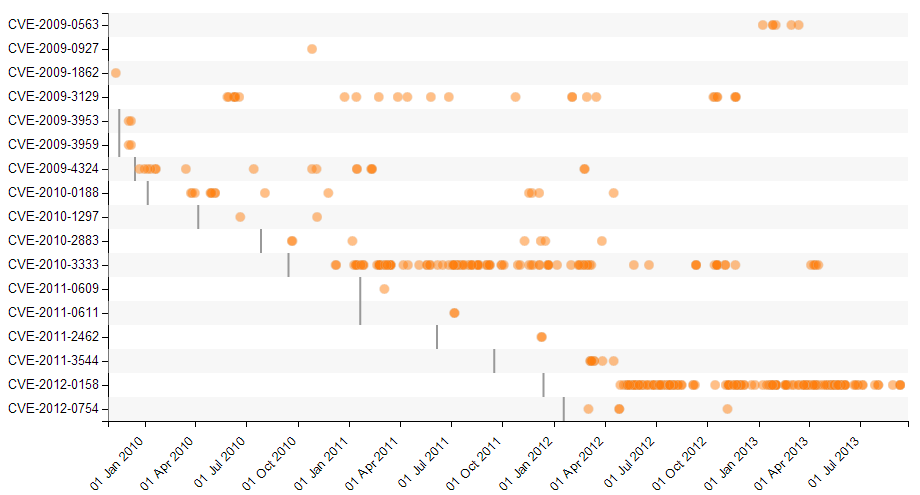 CVE-2009-0563
CVE-2009-0927
CVE-2009-1862
CVE-2009-3129
CVE-2009-3953
CVE-2009-3959
CVE-2009-4324
CVE-2010-0188
CVE-2010-1297
CVE-2010-2883
CVE-2010-3333
CVE-2011-0609
CVE-2011-0611
CVE-2011-2462
CVE-2011-3544
CVE-2012-0158
CVE-2012-0754
01 Jan 2010
01 Apr 2010
01 Jul 2010
01 Oct 2010
01 Jan 2011
01 Apr 2011
01 Jul 2011
01 Oct 2011
01 Jan 2012
01 Apr 2012
01 Jul 2012
01 Oct 2012
01 Jan 2013
01 Apr 2013
01 Jul 2013